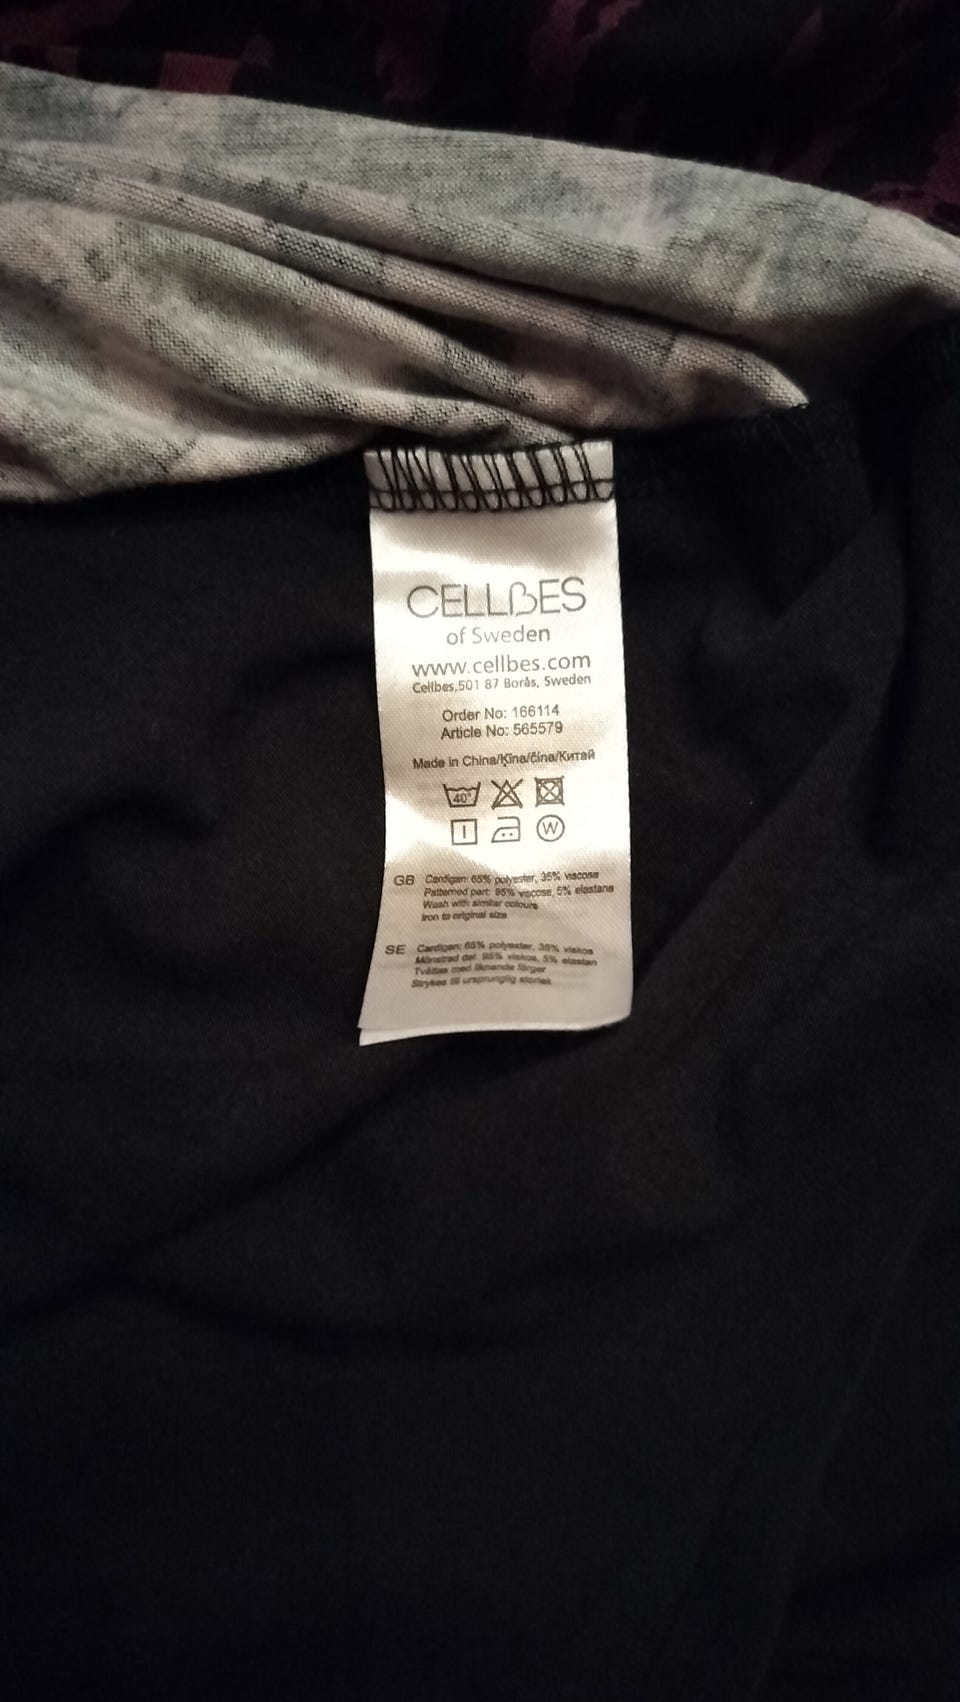 CELLBES
of Sweden
www.cellbes.com
Cellbes,501 87 Borås, Sweden
Order No: 166114
Article No: 565579
Made in China/Ķīna/čína/Китай
40°
W
GB Cardigan: 65% polyester, 35% viscose
Patterned part: 95% viscose, 5% elastane
Wash with similar colours
Iron to original size
SE Cardigan: 65% polyester, 35% viskos
Mönstrad del: 95% viskos, 5% elastan
Tvättas med liknande färger
Strykes till ursprunglig storlek